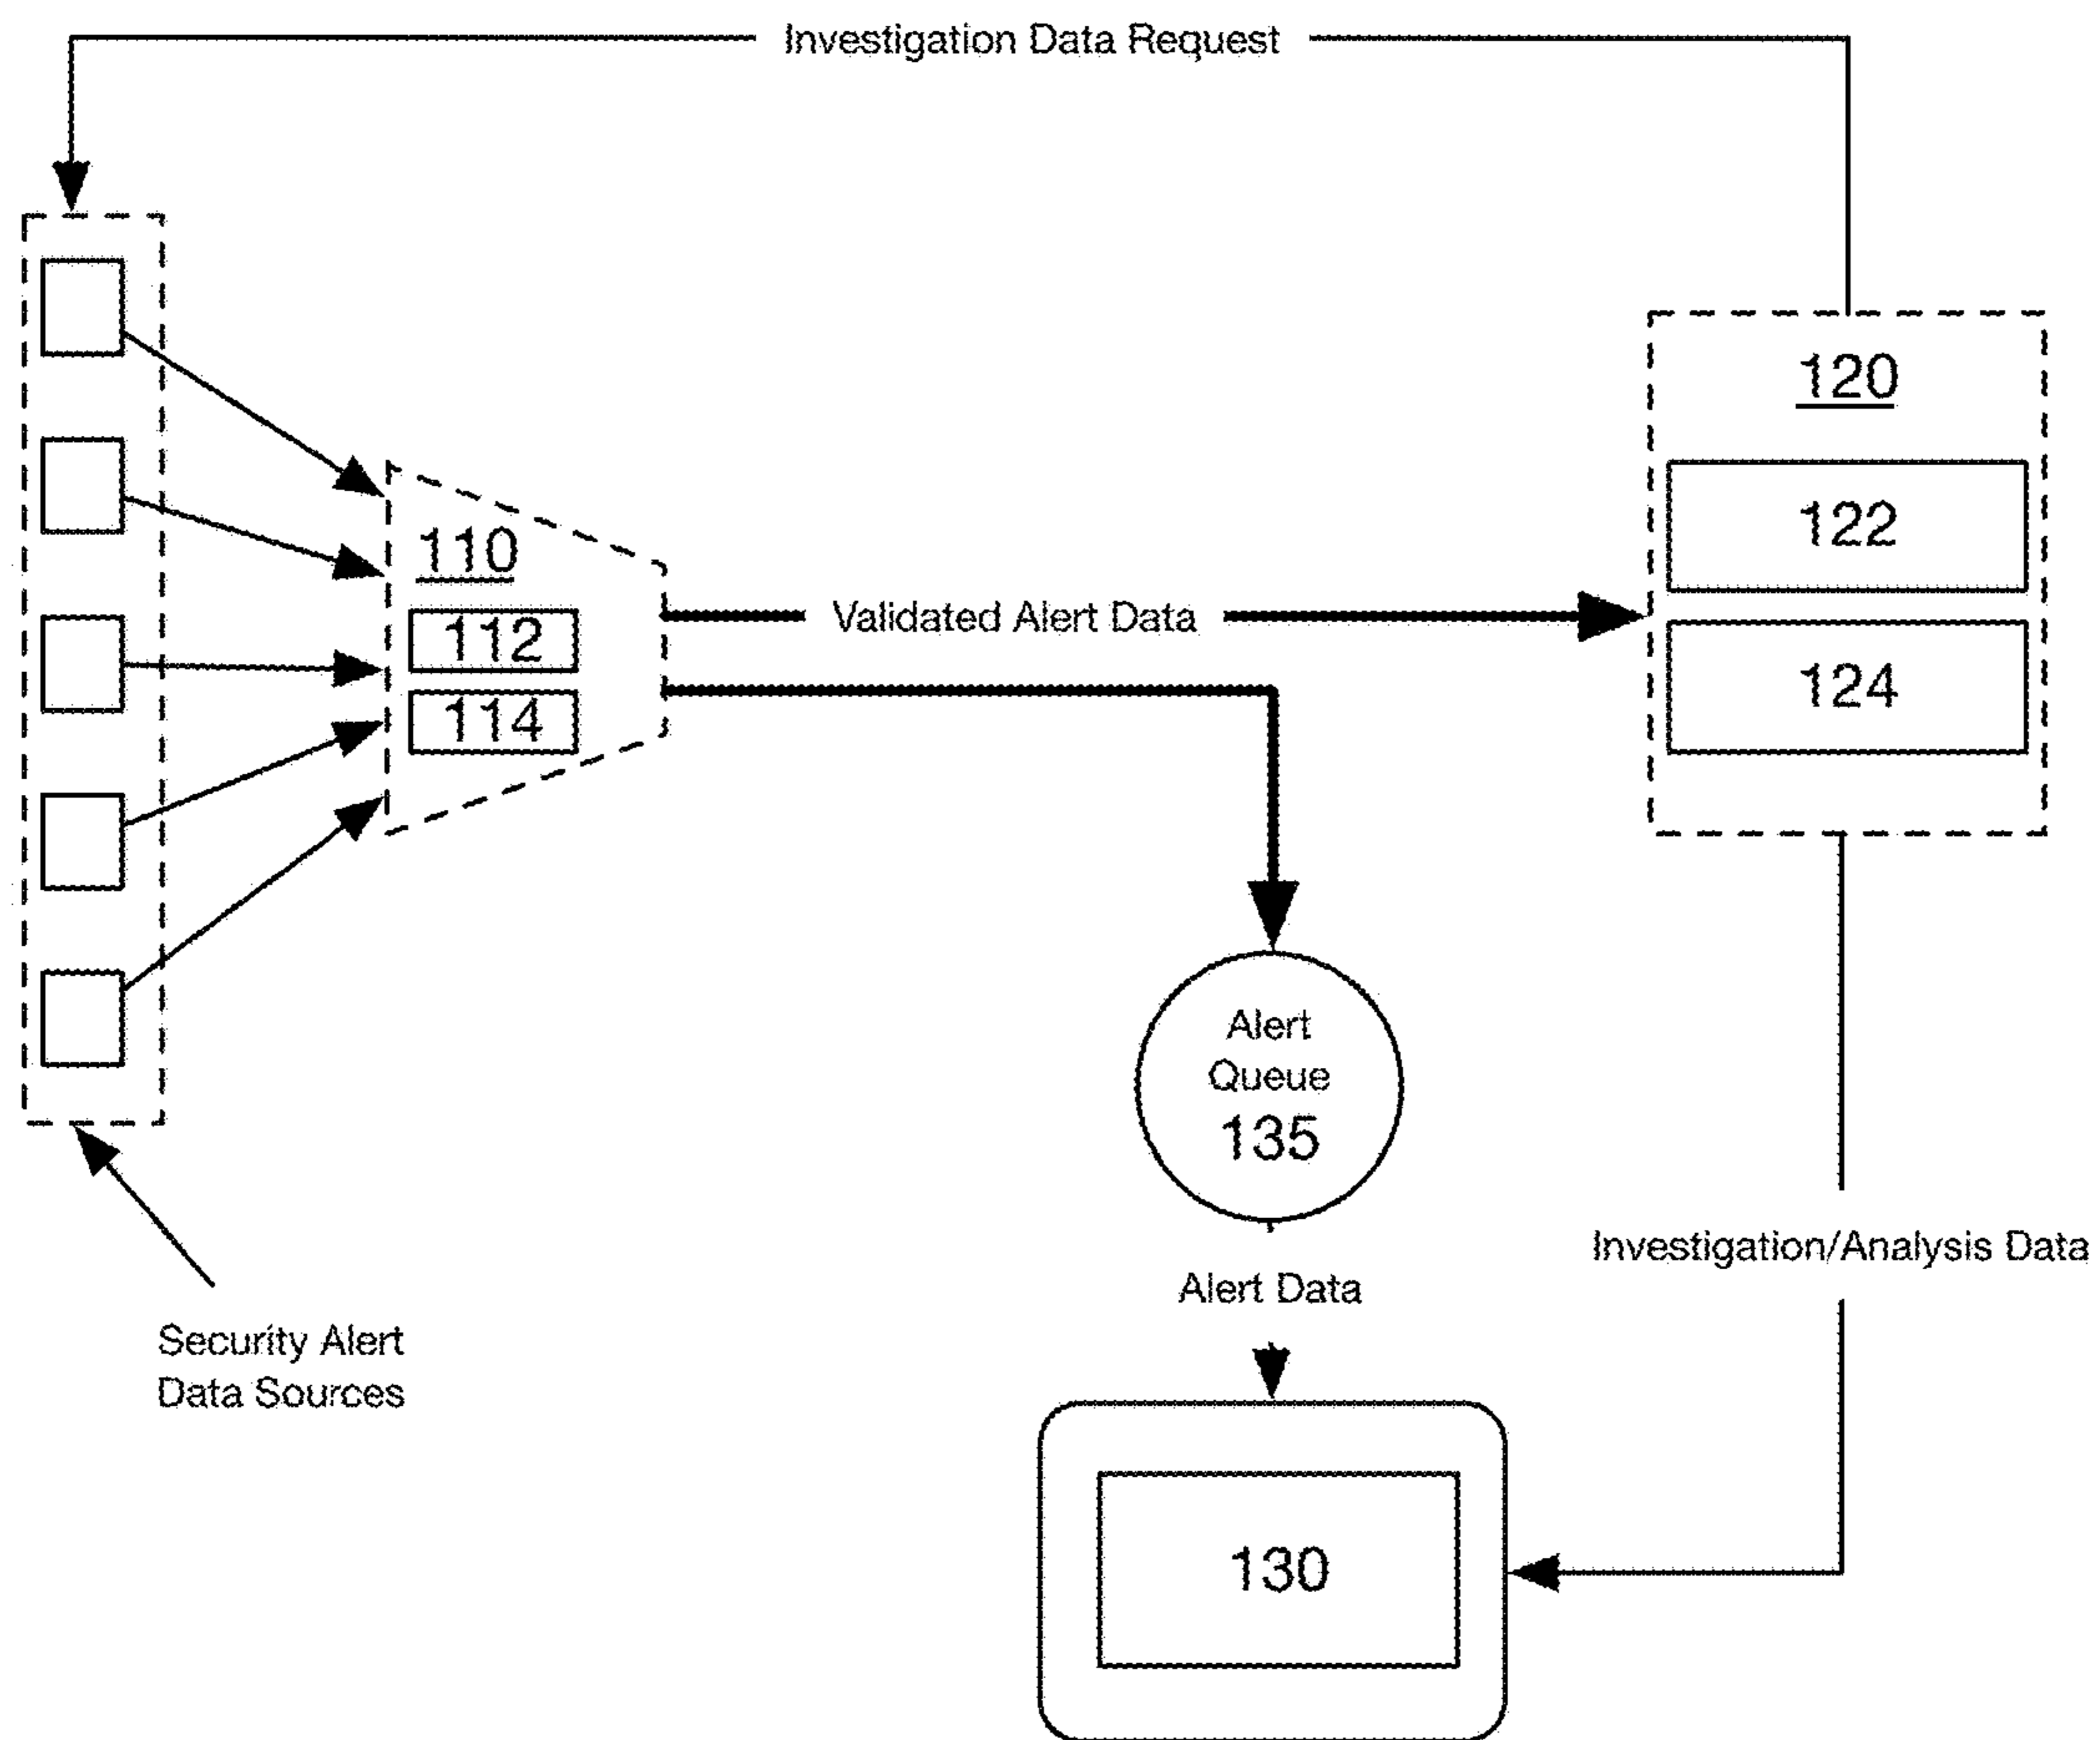 Investigation Data Request
120
122
110
112
Validated Alert Data
124
114
Alert
Queue
135
Investigation/Analysis Data
Alert Data
Security Alert
Data Sources
130